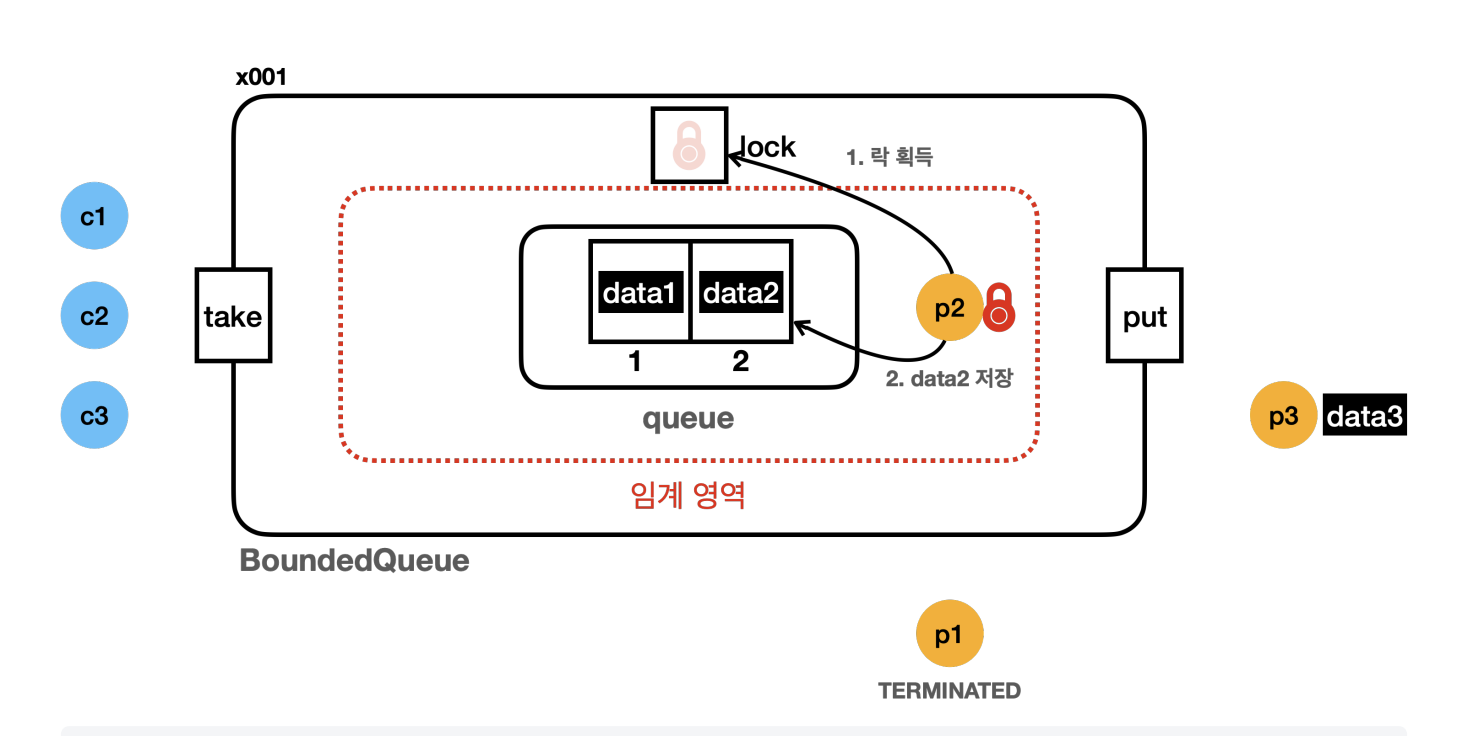 x001
lock
1. 락 획득
c1
c2
c3
take
data1
data2
1
2
p2
2. data2 저장
queue
임계 영역
put
p3
data3
BoundedQueue
p1
TERMINATED